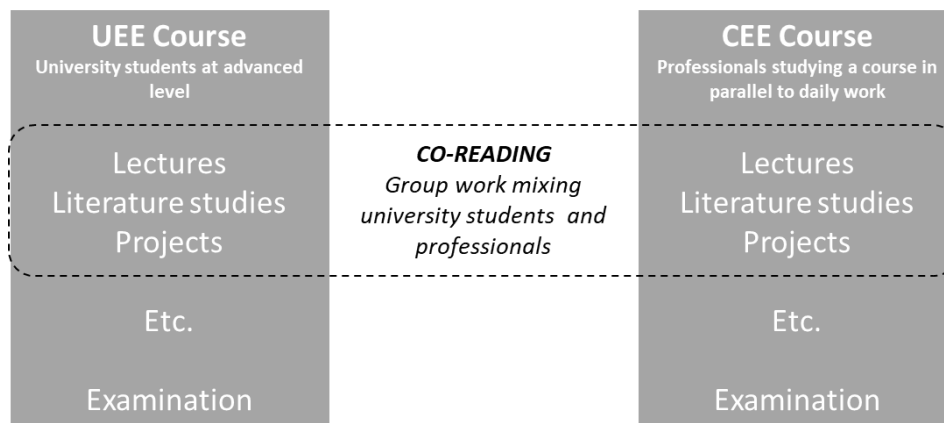 UEE Course
University students at advanced
level
Lectures
Literature studies
Projects
Etc.
Examination
CO-READING
Group work mixing
university students and
professionals
CEE Course
Professionals studying a course in
parallel to daily work
Lectures
Literature studies
Projects
Etc.
Examination